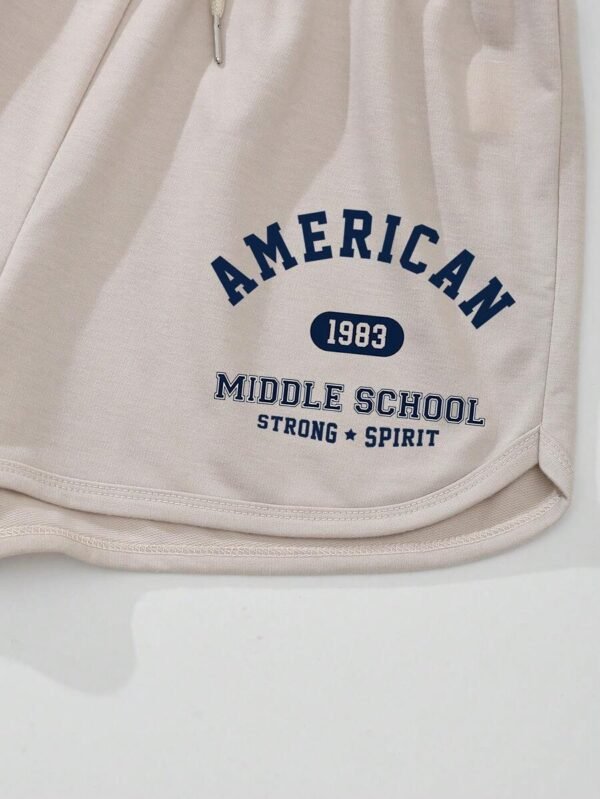 AMERICAN
1983
MIDDLE SCHOOL
STRONG ★ SPIRIT